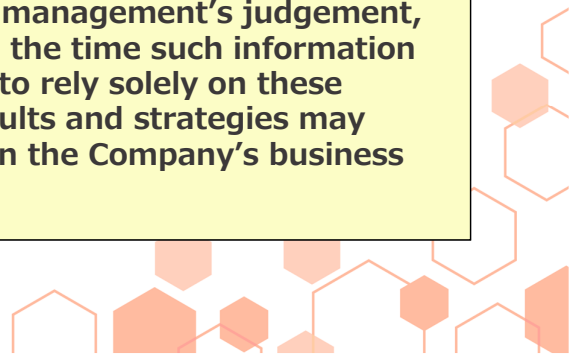 management’s judgement,
the time such information
to rely solely on these
ults and strategies may
n the Company’s business